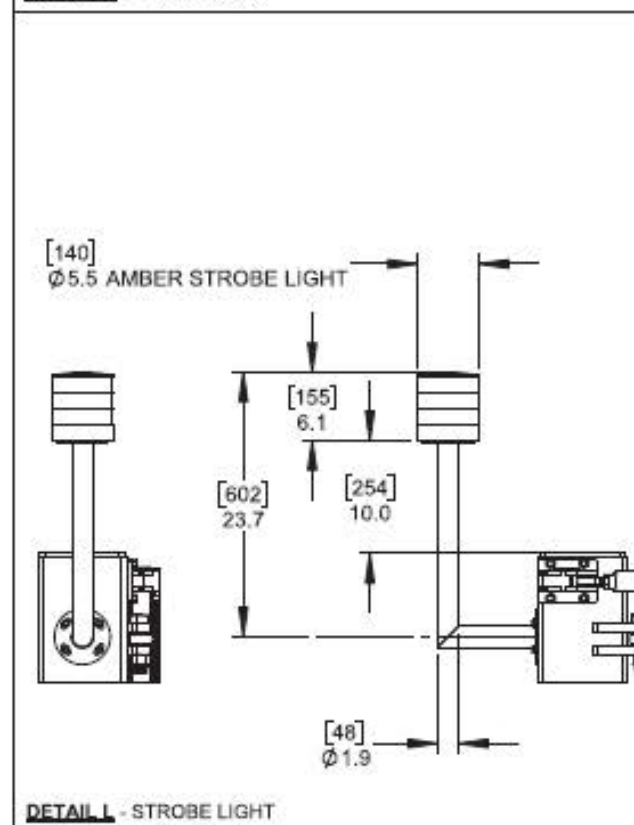 [140]
Ø5.5 AMBER STROBE LIGHT
[155]
6.1
[602]
23.7
[254]
10.0
[48]
Ø1.9
DETAIL L - STROBE LIGHT